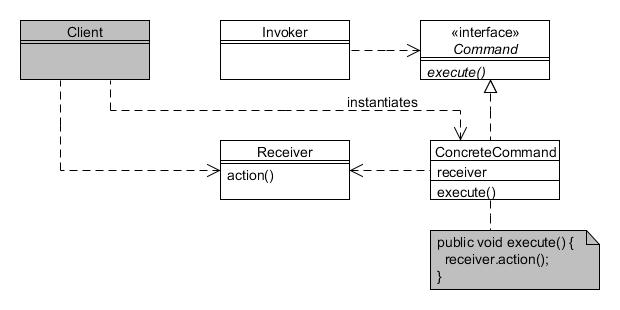 Client
Invoker
«interface»
Command
execute()
instantiates
Receiver
action()
ConcreteCommand
receiver
execute()
public void execute() {
receiver.action();
}